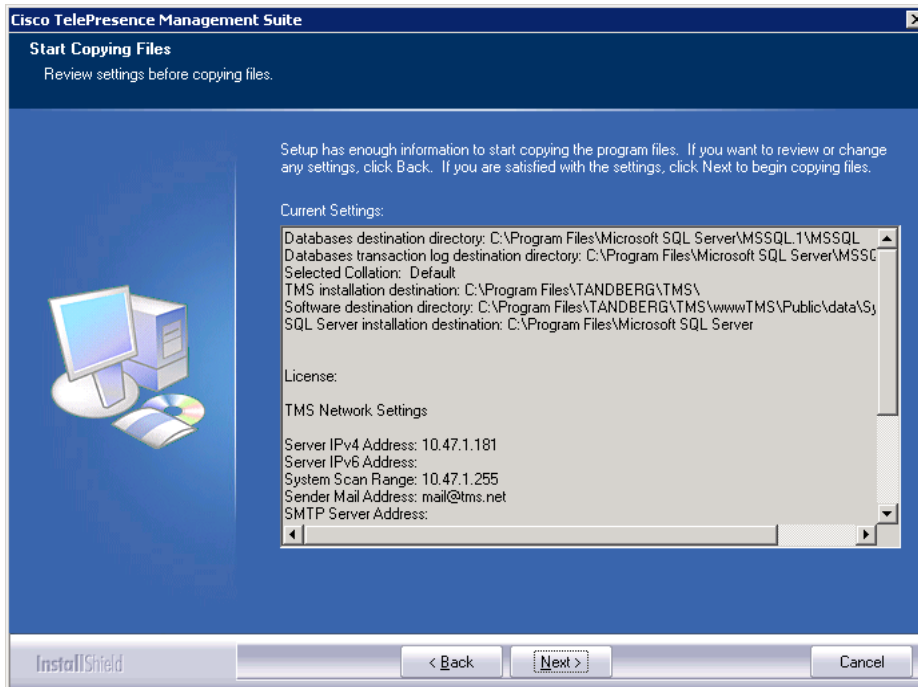 Cisco TelePresence Management Suite
Start Copying Files
Review settings before copying files.
Setup has enough information to start copying the program files. If you want to review or change
any settings, click Back. If you are satisfied with the settings, click Next to begin copying files.
Current Settings:
Databases destination directory: C:\Program Files\Microsoft SQL Server\MSSQL.1\MSSQL
Databases transaction log destination directory: C:\Program Files\Microsoft SQL Server\MSSQ
Selected Collation: Default
TMS installation destination: C:\Program Files\TANDBERG\TMS\
Software destination directory: C:\Program Files\TANDBERG\TMS\wwwTMS\Public\data\Sy
SQL Server installation destination: C:\Program Files\Microsoft SQL Server
License:
TMS Network Settings
Server IPv4 Address: 10.47.1.181
Server IPv6 Address:
System Scan Range: 10.47.1.255
Sender Mail Address: mail@tms.net
SMTP Server Address:
InstallShield
< Back
Next >
Cancel